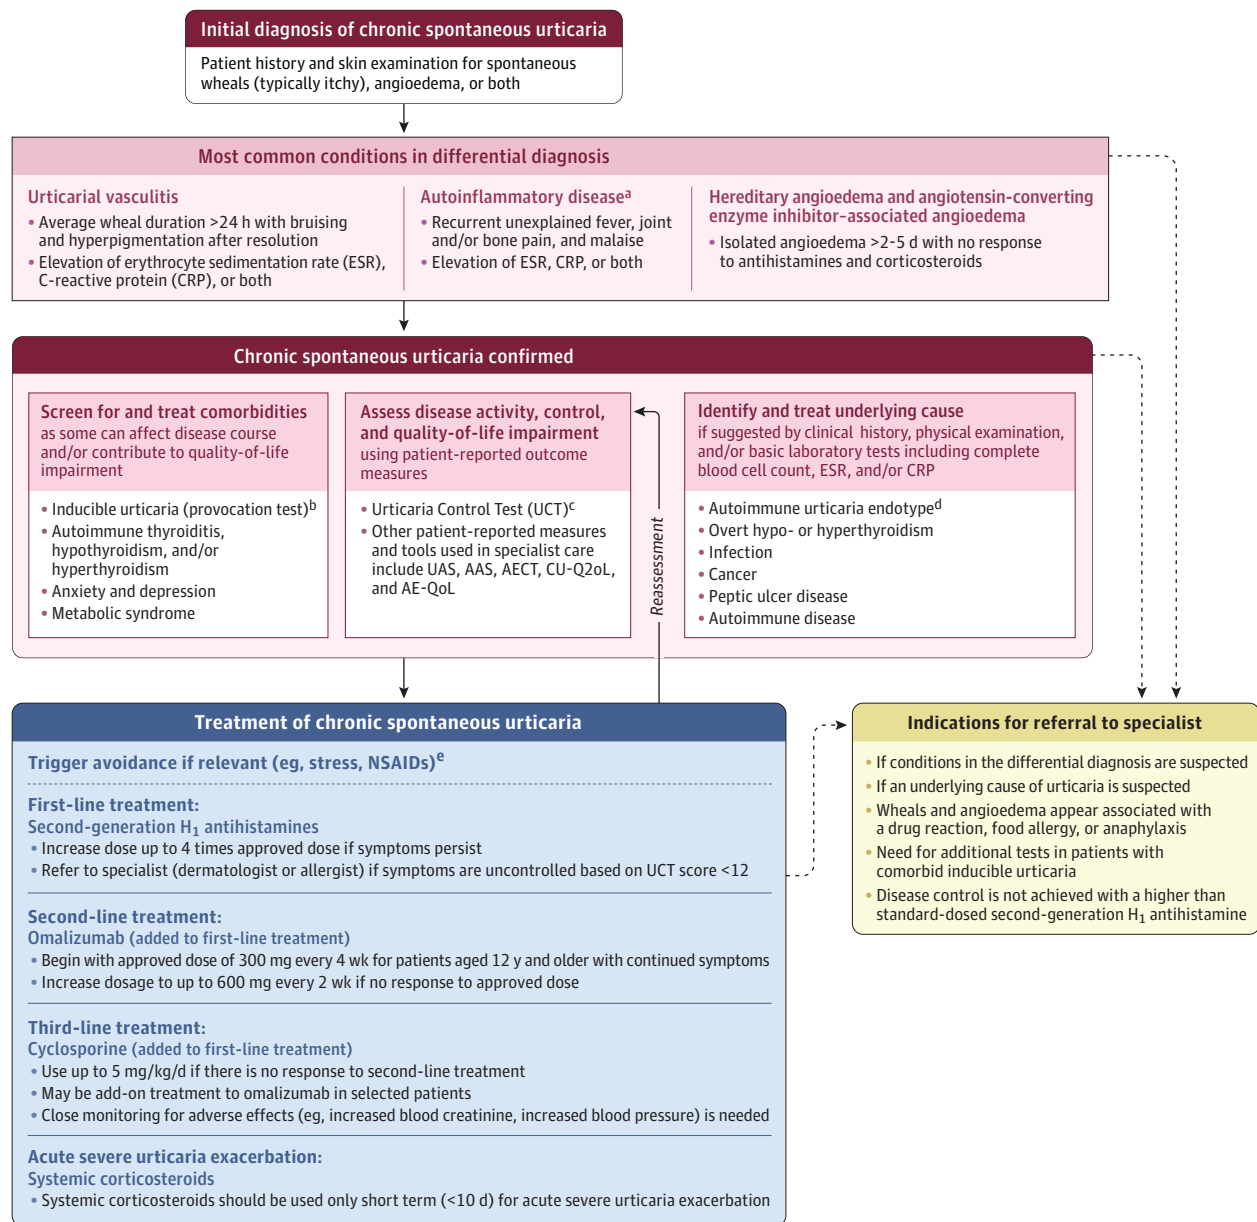 Initial diagnosis of chronic spontaneous urticaria
Patient history and skin examination for spontaneous
wheals (typically itchy), angioedema, or both
Most common conditions in differential diagnosis
Urticarial vasculitis
• Average wheal duration >24 h with bruising
and hyperpigmentation after resolution
• Elevation of erythrocyte sedimentation rate (ESR),
C-reactive protein (CRP), or both
Autoinflammatory diseaseᵃ
• Recurrent unexplained fever, joint
and/or bone pain, and malaise
• Elevation of ESR, CRP, or both
Hereditary angioedema and angiotensin-converting
enzyme inhibitor-associated angioedema
• Isolated angioedema >2-5 d with no response
to antihistamines and corticosteroids
Chronic spontaneous urticaria confirmed
Screen for and treat comorbidities
as some can affect disease course
and/or contribute to quality-of-life
impairment
• Inducible urticaria (provocation test)ᵇ
• Autoimmune thyroiditis,
hypothyroidism, and/or
hyperthyroidism
• Anxiety and depression
• Metabolic syndrome
Assess disease activity, control,
and quality-of-life impairment
using patient-reported outcome
measures
• Urticaria Control Test (UCT)ᶜ
• Other patient-reported measures
and tools used in specialist care
include UAS, AAS, AECT, CU-Q2oL,
and AE-QoL
Reassessment
Identify and treat underlying cause
if suggested by clinical history, physical examination,
and/or basic laboratory tests including complete
blood cell count, ESR, and/or CRP
• Autoimmune urticaria endotypeᵈ
• Overt hypo- or hyperthyroidism
• Infection
• Cancer
• Peptic ulcer disease
• Autoimmune disease
Treatment of chronic spontaneous urticaria
Trigger avoidance if relevant (eg, stress, NSAIDs)ᵉ
First-line treatment:
Second-generation H₁ antihistamines
• Increase dose up to 4 times approved dose if symptoms persist
• Refer to specialist (dermatologist or allergist) if symptoms are uncontrolled based on UCT score <12
Second-line treatment:
Omalizumab (added to first-line treatment)
• Begin with approved dose of 300 mg every 4 wk for patients aged 12 y and older with continued symptoms
• Increase dosage to up to 600 mg every 2 wk if no response to approved dose
Third-line treatment:
Cyclosporine (added to first-line treatment)
• Use up to 5 mg/kg/d if there is no response to second-line treatment
• May be add-on treatment to omalizumab in selected patients
• Close monitoring for adverse effects (eg, increased blood creatinine, increased blood pressure) is needed
Acute severe urticaria exacerbation:
Systemic corticosteroids
• Systemic corticosteroids should be used only short term (<10 d) for acute severe urticaria exacerbation
Indications for referral to specialist
• If conditions in the differential diagnosis are suspected
• If an underlying cause of urticaria is suspected
• Wheals and angioedema appear associated with
a drug reaction, food allergy, or anaphylaxis
• Need for additional tests in patients with
comorbid inducible urticaria
• Disease control is not achieved with a higher than
standard-dosed second-generation H₁ antihistamine